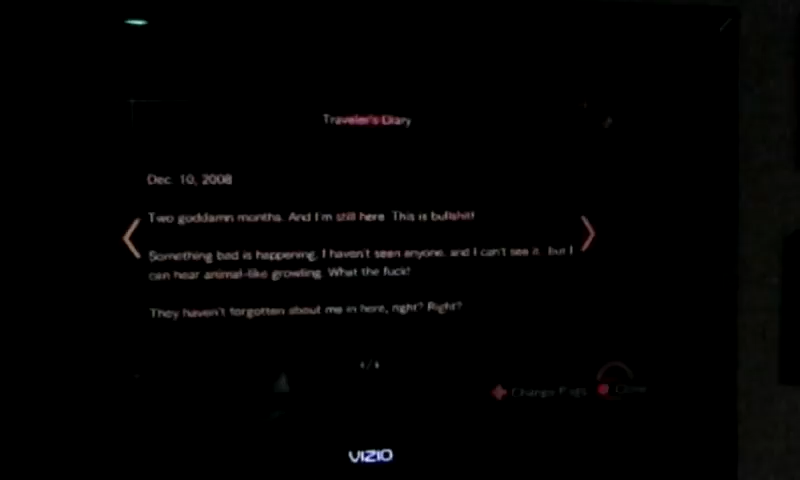 Traveler's Diary
Dec. 10, 2008
Two goddamn months. And I'm still here. This is bullshit!
Something bad is happening. I haven't seen anyone, and I can't see it, but I
can hear animal-like growling. What the fuck!
They haven't forgotten about me in here, right? Right?
Change Page
Close
VIZIO